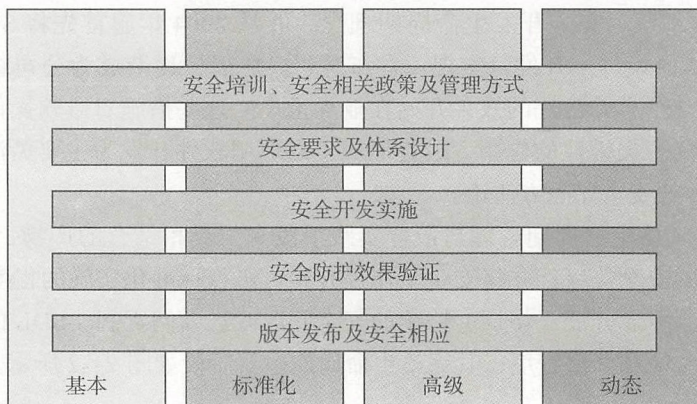 安全培训、安全相关政策及管理方式
安全要求及体系设计
安全开发实施
安全防护效果验证
版本发布及安全相应
基本 标准化 高级 动态